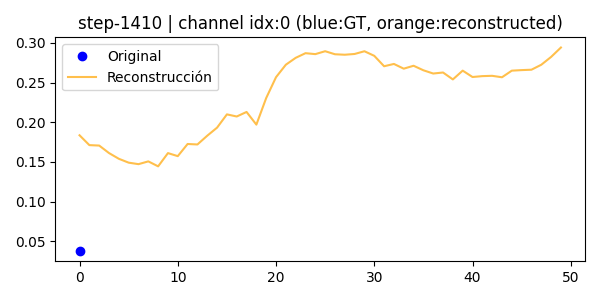 step-1410 | channel idx:0 (blue:GT, orange:reconstructed)
Original
Reconstrucción
0.30
0.25
0.20
0.15
0.10
0.05
0 10 20 30 40 50